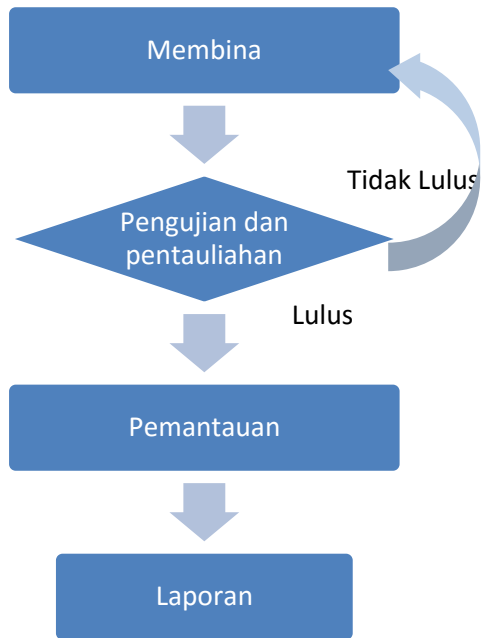 Membina
Tidak Lulus
Pengujian dan
pentauliahan
Lulus
Pemantauan
Laporan